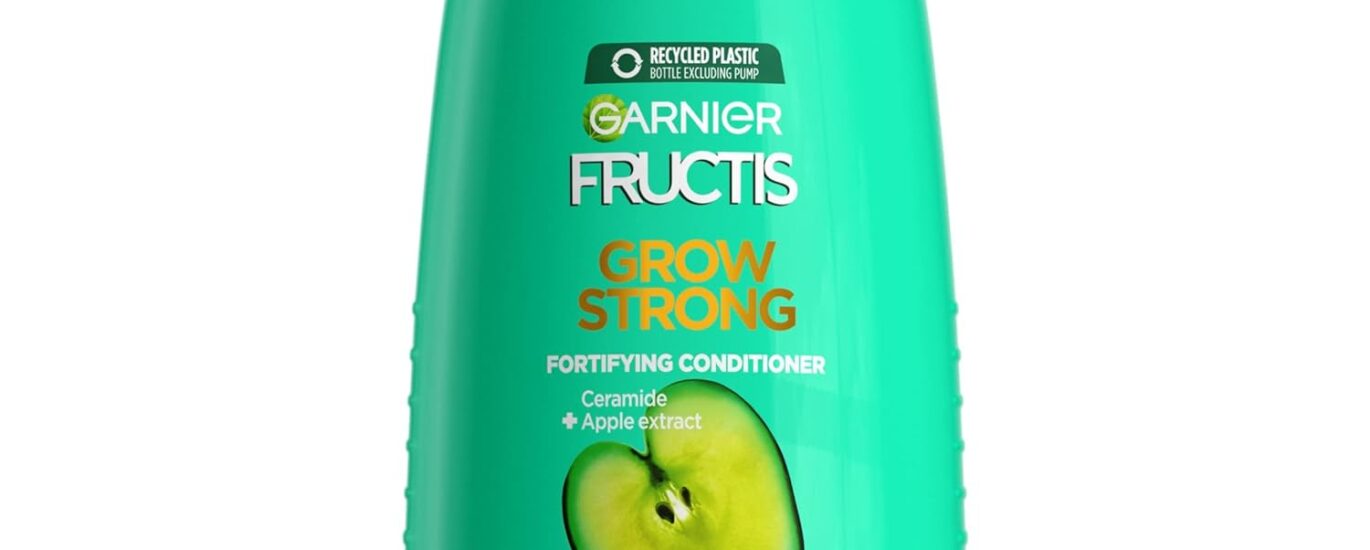 RECYCLED PLASTIC
BOTTLE EXCLUDING PUMP
GARNIER
FRUCTIS
GROW
STRONG
FORTIFYING CONDITIONER
Ceramide
+ Apple extract